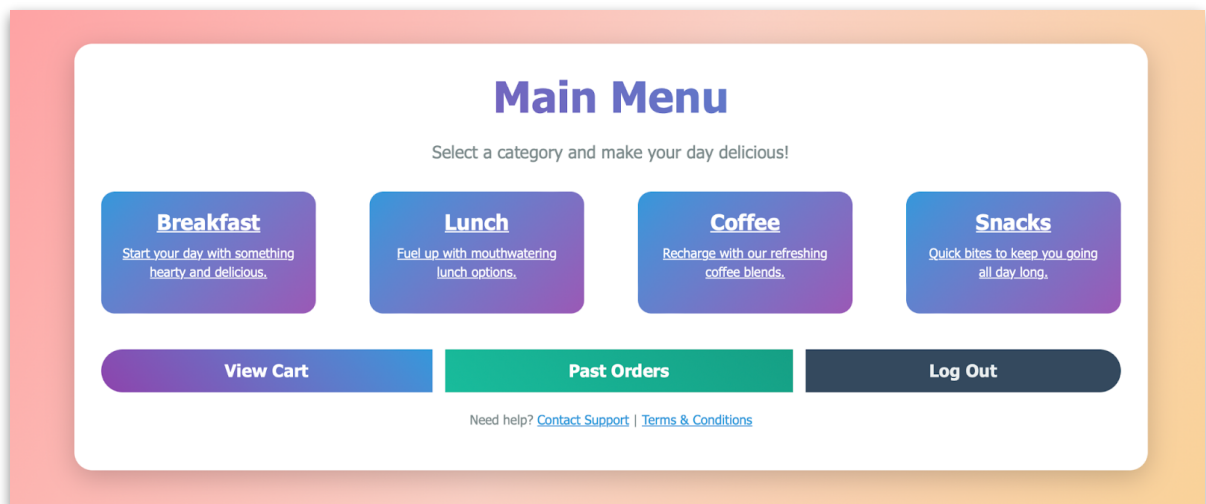 Main Menu
Select a category and make your day delicious!
Breakfast
Start your day with something
hearty and delicious.
Lunch
Fuel up with mouthwatering
lunch options.
Coffee
Recharge with our refreshing
coffee blends.
Snacks
Quick bites to keep you going
all day long.
View Cart
Past Orders
Log Out
Need help? Contact Support | Terms & Conditions